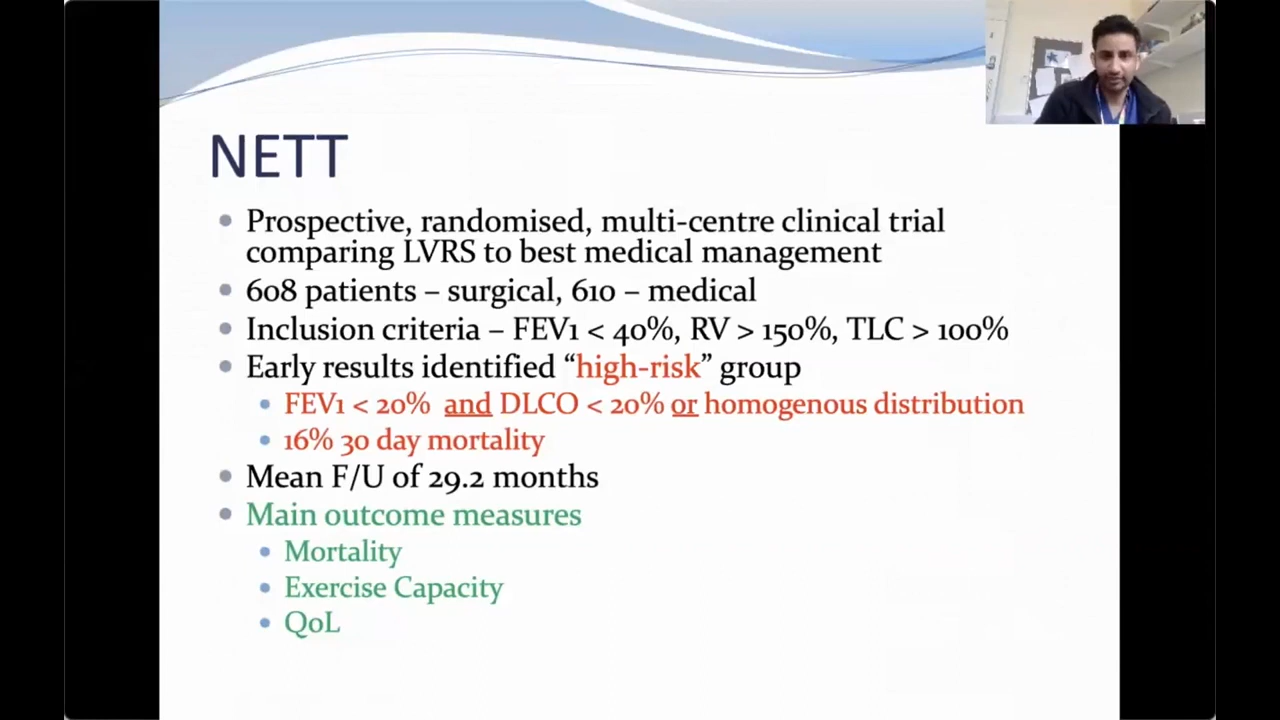 NETT
Prospective, randomised, multi-centre clinical trial
comparing LVRS to best medical management
608 patients – surgical, 610 – medical
Inclusion criteria – FEV1 < 40%, RV > 150%, TLC > 100%
Early results identified “high-risk” group
FEV1 < 20% and DLCO < 20% or homogenous distribution
16% 30 day mortality
Mean F/U of 29.2 months
Main outcome measures
Mortality
Exercise Capacity
QoL